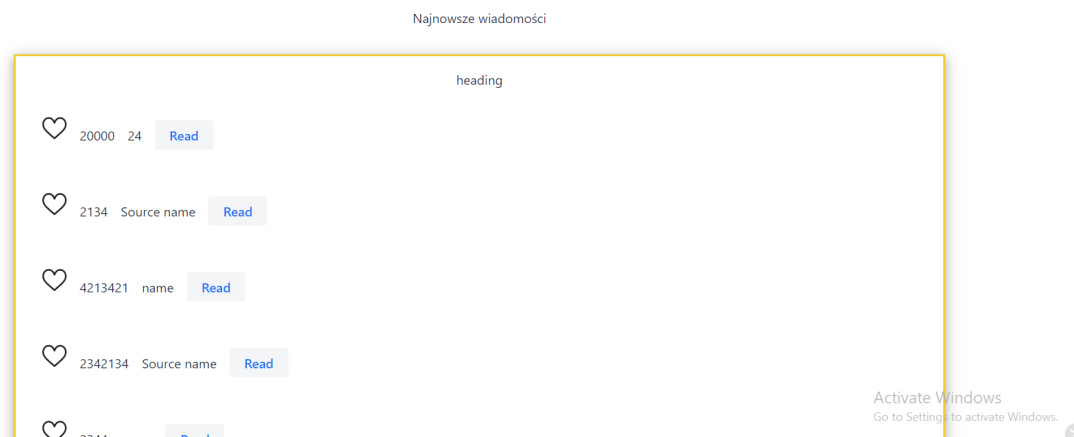 Najnowsze wiadomości
heading
20000 24 Read
2134 Source name Read
4213421 name Read
2342134 Source name Read
Activate Windows
Go to Settings to activate Windows.